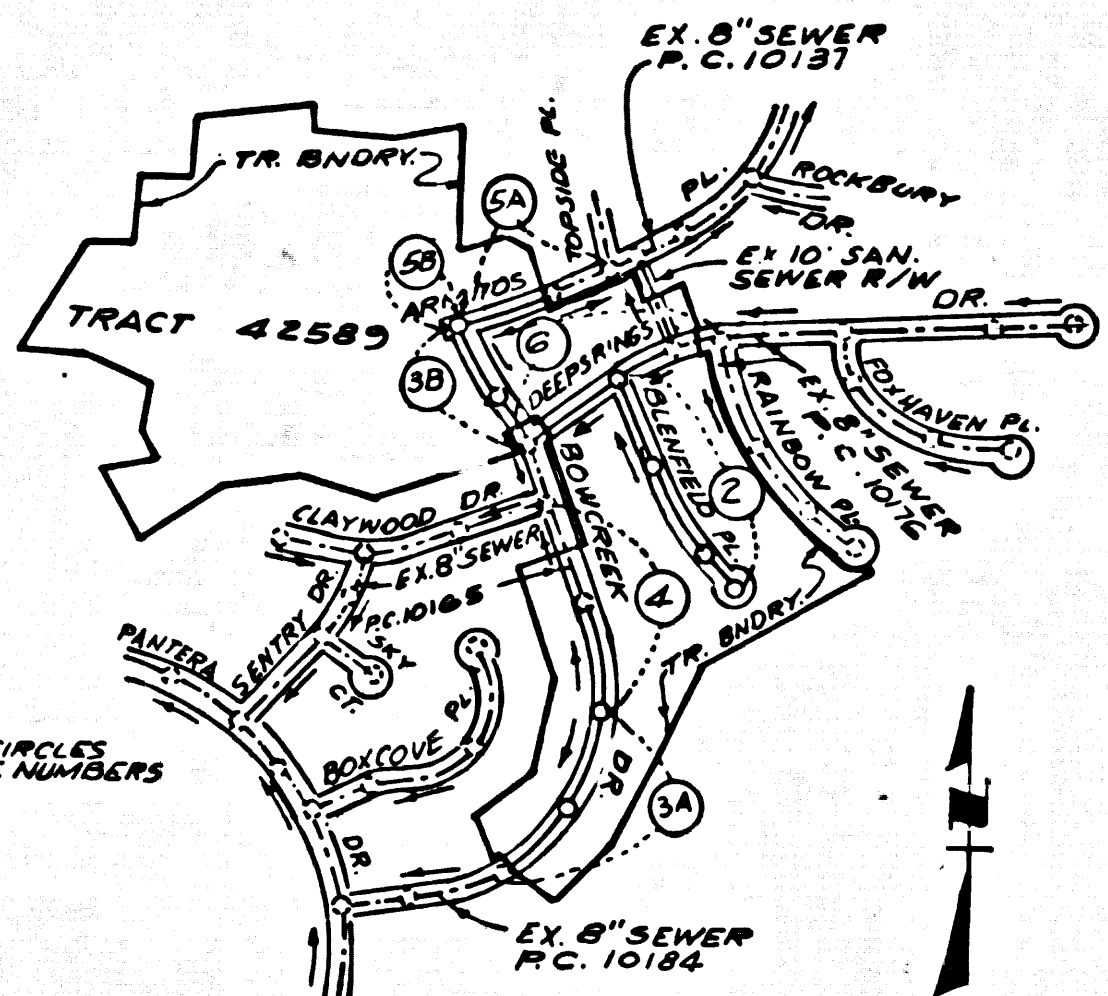 EX. 8" SEWER
P. C. 10137
TR. BNDRY.
TOPSIDE PL.
PL.
ROCKBURY
DR.
5A
5B
EX 10' SAN.
SEWER R/W
DR.
TRACT 42589
6
3B
DEEPSRINGS
FOXHAVEN PL.
EX. 8" SEWER
P. C. 10176
RAINBOW PL.
BLENFIELD PL.
2
BOWCREEK
DR.
CLAYWOOD DR.
EX. 8" SEWER
P.C. 10165
4
TR. BNDRY.
SENTRY DR.
SKY
CT.
PANTERA
DR.
BOXCOVE PL.
3A
CIRCLES
NUMBERS
EX. 8" SEWER
P. C. 10184